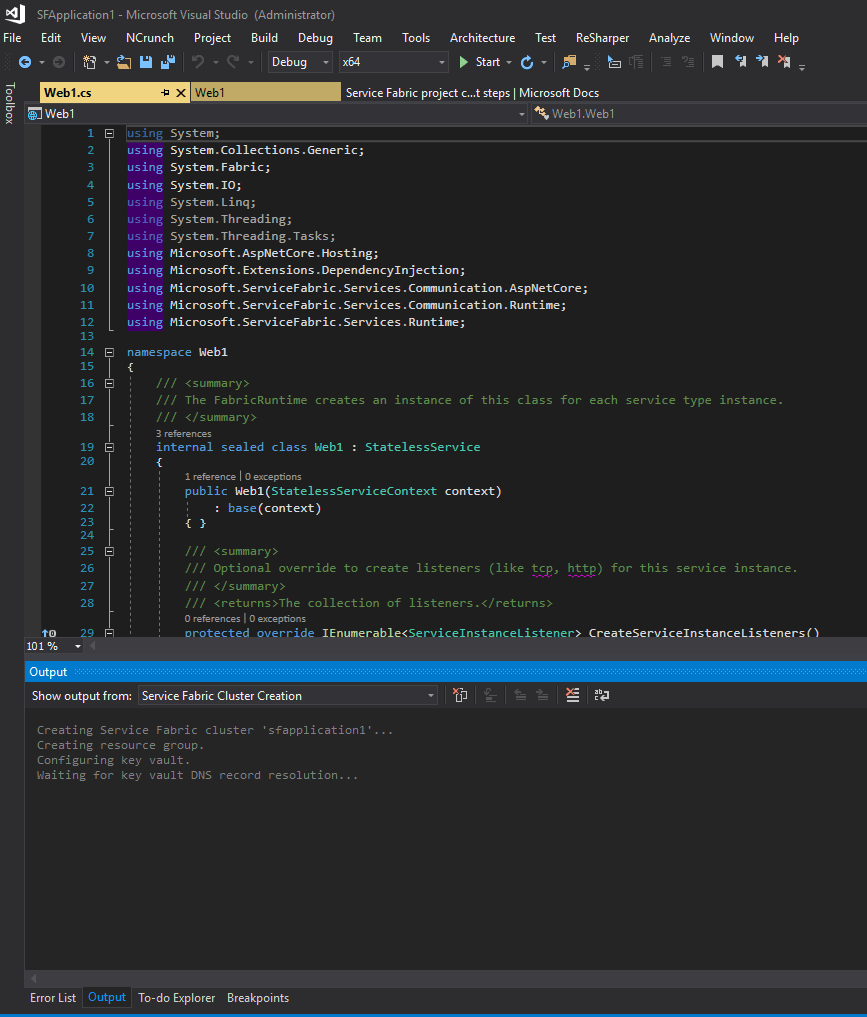 SFApplication1 - Microsoft Visual Studio (Administrator)
File Edit View NCrunch Project Build Debug Team Tools Architecture Test ReSharper Analyze Window Help
Debug x64 Start
Toolbox
Web1.cs Web1 Service Fabric project c...t steps | Microsoft Docs
Web1 Web1.Web1
1 using System;
2 using System.Collections.Generic;
3 using System.Fabric;
4 using System.IO;
5 using System.Linq;
6 using System.Threading;
7 using System.Threading.Tasks;
8 using Microsoft.AspNetCore.Hosting;
9 using Microsoft.Extensions.DependencyInjection;
10 using Microsoft.ServiceFabric.Services.Communication.AspNetCore;
11 using Microsoft.ServiceFabric.Services.Communication.Runtime;
12 using Microsoft.ServiceFabric.Services.Runtime;
13
14 namespace Web1
15 {
16 /// <summary>
17 /// The FabricRuntime creates an instance of this class for each service type instance.
18 /// </summary>
3 references
19 internal sealed class Web1 : StatelessService
20 {
1 reference | 0 exceptions
21 public Web1(StatelessServiceContext context)
22 : base(context)
23 { }
24
25 /// <summary>
26 /// Optional override to create listeners (like tcp, http) for this service instance.
27 /// </summary>
28 /// <returns>The collection of listeners.</returns>
0 references | 0 exceptions
29 protected override IEnumerable<ServiceInstanceListener> CreateServiceInstanceListeners()
101 %
Output
Show output from: Service Fabric Cluster Creation
Creating Service Fabric cluster 'sfapplication1'...
Creating resource group.
Configuring key vault.
Waiting for key vault DNS record resolution...
Error List Output To-do Explorer Breakpoints